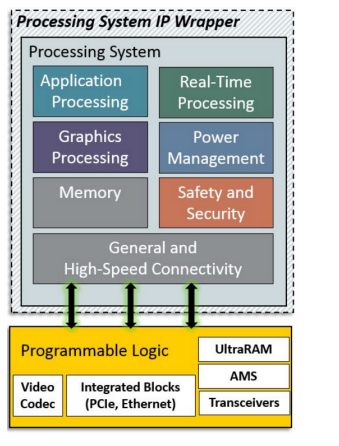 Processing System IP Wrapper
Processing System
Application
Processing
Real-Time
Processing
Graphics
Processing
Power
Management
Memory
Safety and
Security
General and
High-Speed Connectivity
Programmable Logic
UltraRAM
AMS
Transceivers
Video
Codec
Integrated Blocks
(PCIe, Ethernet)